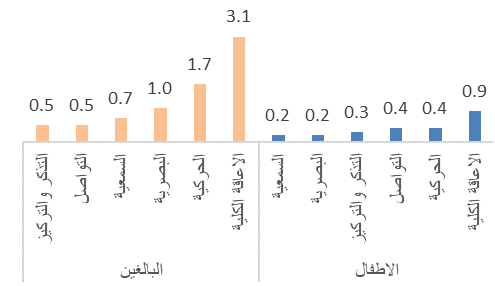 3.1
1.7
1.0
0.7
0.5
0.5
0.9
0.4
0.4
0.3
0.2
0.2
الاعاقة الكلية
الحركية
البصرية
السمعية
التواصل
التذكر والتركيز
الاعاقة الكلية
الحركية
التواصل
التذكر والتركيز
البصرية
السمعية
البالغين
الاطفال